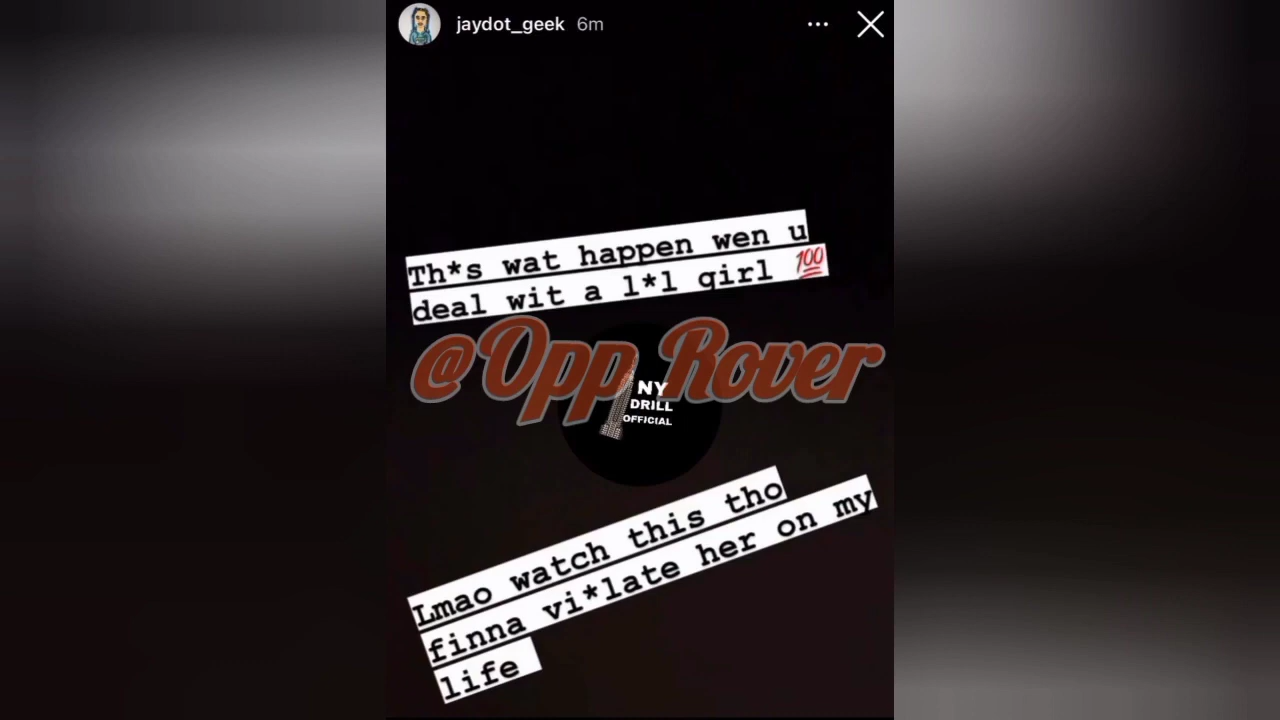 jaydot_geek 6m
Th*s wat happen wen u
deal wit a l*l girl 💯
@Opp Rover
NY
DRILL
OFFICIAL
Lmao watch this tho
finna vi*late her on my
life